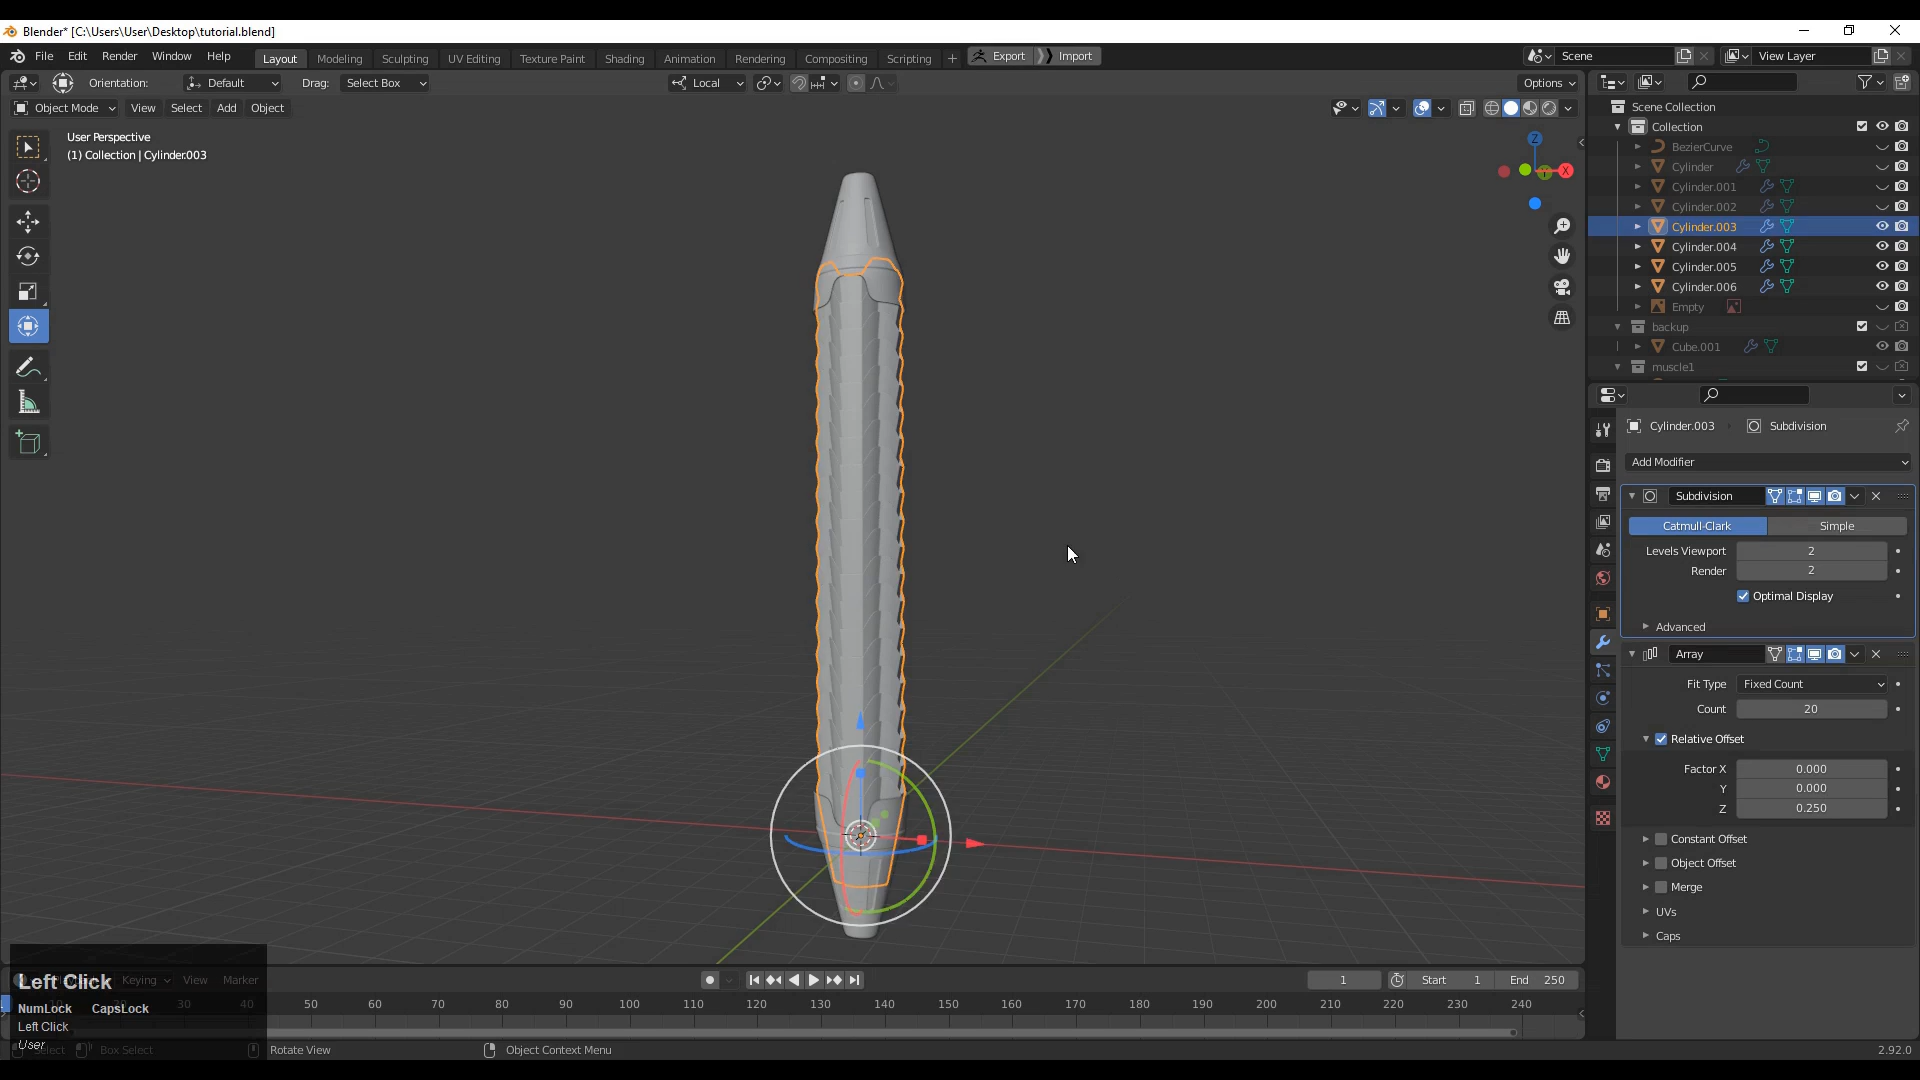 Blender* [C:\Users\User\Desktop\tutorial.blend]
File Edit Render Window Help Layout Modeling Sculpting UV Editing Texture Paint Shading Animation Rendering Compositing Scripting + Export Import Scene View Layer
Orientation: Default Drag: Select Box Local Options
Object Mode View Select Add Object
User Perspective
(1) Collection | Cylinder.003
Z
X
Y
Scene Collection
Collection
BezierCurve
Cylinder
Cylinder.001
Cylinder.002
Cylinder.003
Cylinder.004
Cylinder.005
Cylinder.006
Empty
backup
Cube.001
muscle1
Cylinder.003 Subdivision
Add Modifier
Subdivision
Catmull-Clark Simple
Levels Viewport 2
Render 2
Optimal Display
Advanced
Array
Fit Type Fixed Count
Count 20
Relative Offset
Factor X 0.000
Y 0.000
Z 0.250
Constant Offset
Object Offset
Merge
UVs
Caps
Keying View Marker 1 Start 1 End 250
10 20 30 40 50 60 70 80 90 100 110 120 130 140 150 160 170 180 190 200 210 220 230 240
Left Click
NumLock CapsLock
Left Click
User
Select Box Select Rotate View Object Context Menu 2.92.0